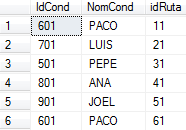 IdCond NomCond idRuta
1 601 PACO 11
2 701 LUIS 21
3 501 PEPE 31
4 801 ANA 41
5 901 JOEL 51
6 601 PACO 61